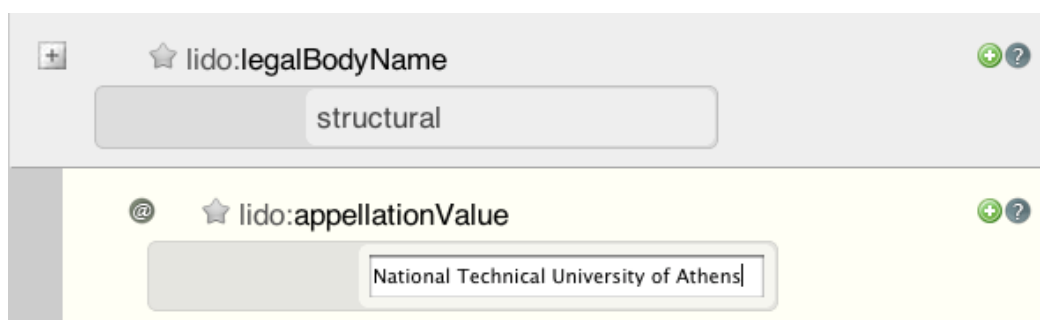 lido:legalBodyName
structural
@ lido:appellationValue
National Technical University of Athens